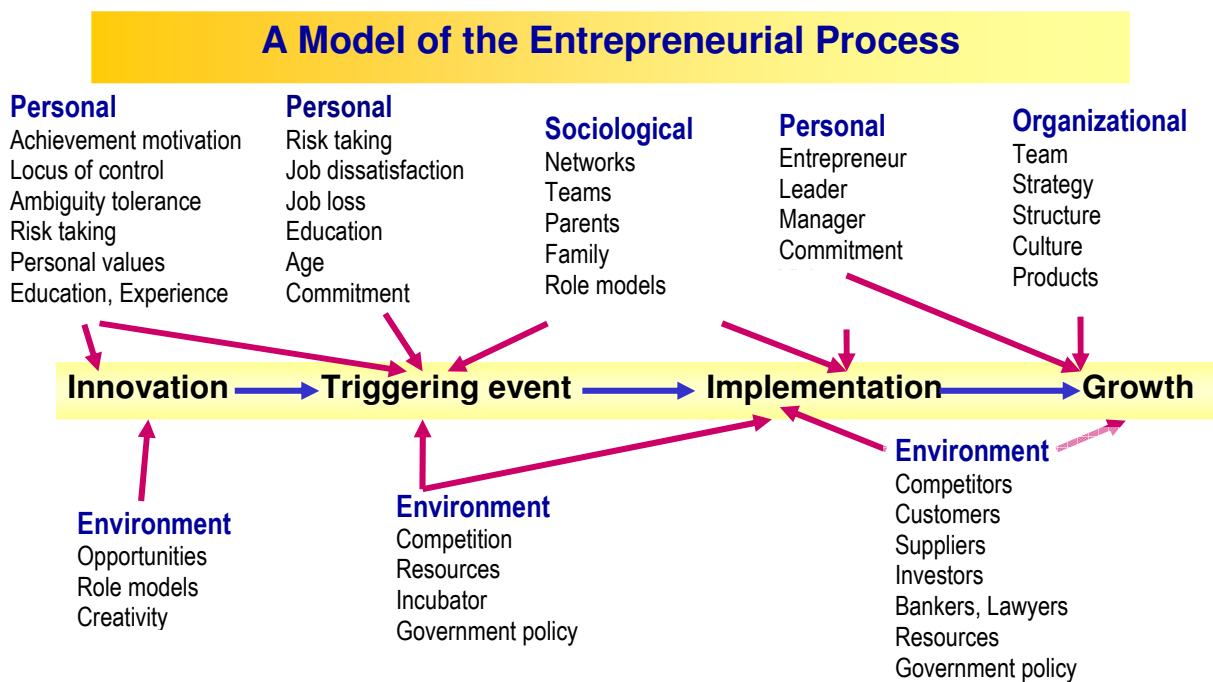 A Model of the Entrepreneurial Process
Personal
Achievement motivation
Locus of control
Ambiguity tolerance
Risk taking
Personal values
Education, Experience
Personal
Risk taking
Job dissatisfaction
Job loss
Education
Age
Commitment
Sociological
Networks
Teams
Parents
Family
Role models
Personal
Entrepreneur
Leader
Manager
Commitment
Organizational
Team
Strategy
Structure
Culture
Products
Innovation
Triggering event
Implementation
Growth
Environment
Opportunities
Role models
Creativity
Environment
Competition
Resources
Incubator
Government policy
Environment
Competitors
Customers
Suppliers
Investors
Bankers, Lawyers
Resources
Government policy